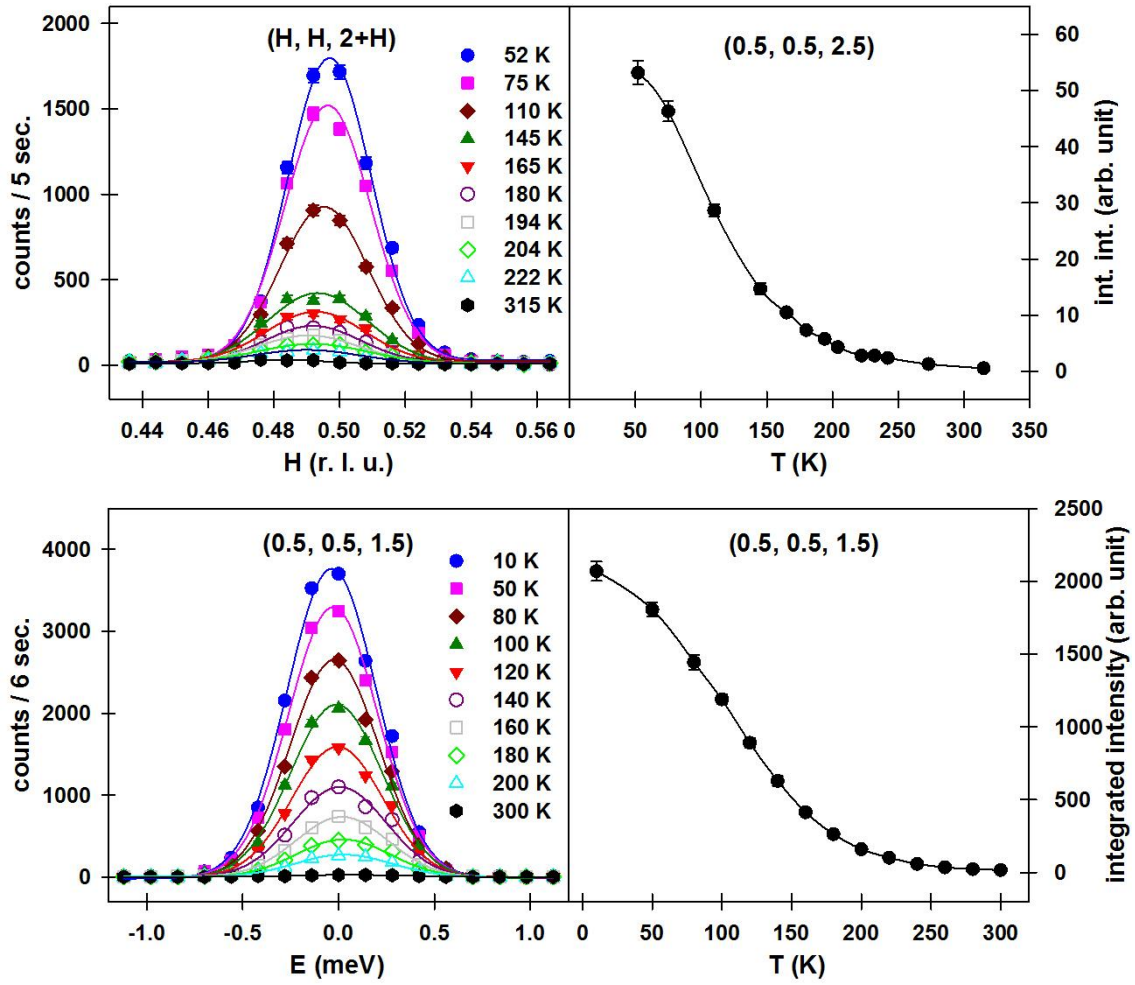 counts / 5 sec.
2000
1500
1000
500
0
(H, H, 2+H)
52 K
75 K
110 K
145 K
165 K
180 K
194 K
204 K
222 K
315 K
0.44 0.46 0.48 0.50 0.52 0.54 0.56
H (r. l. u.)
(0.5, 0.5, 2.5)
60
50
40
30
20
10
0
int. int. (arb. unit)
0 50 100 150 200 250 300 350
T (K)
counts / 6 sec.
4000
3000
2000
1000
0
(0.5, 0.5, 1.5)
10 K
50 K
80 K
100 K
120 K
140 K
160 K
180 K
200 K
300 K
-1.0 -0.5 0.0 0.5 1.0
E (meV)
(0.5, 0.5, 1.5)
2500
2000
1500
1000
500
0
integrated intensity (arb. unit)
0 50 100 150 200 250 300
T (K)